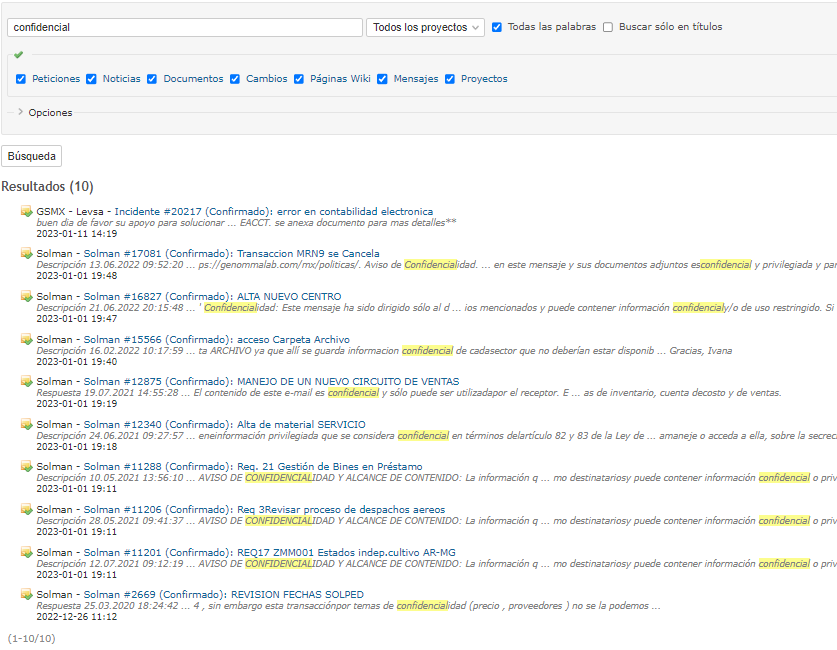 confidencial Todos los proyectos Todas las palabras Buscar sólo en títulos
Peticiones Noticias Documentos Cambios Páginas Wiki Mensajes Proyectos
Opciones
Búsqueda
Resultados (10)
GSMX - Levsa - Incidente #20217 (Confirmado): error en contabilidad electronica
buen dia de favor su apoyo para solucionar ... EACCT. se anexa documento para mas detalles**
2023-01-11 14:19
Solman - Solman #17081 (Confirmado): Transaccion MRN9 se Cancela
Descripción 13.06.2022 09:52:20 ... ps://genommalab.com/mx/politicas/. Aviso de Confidencialidad. ... en este mensaje y sus documentos adjuntos esconfidencial y privilegiada y par
2023-01-01 19:48
Solman - Solman #16827 (Confirmado): ALTA NUEVO CENTRO
Descripción 21.06.2022 20:15:48 ... ' Confidencialidad: Este mensaje ha sido dirigido sólo al d ... ios mencionados y puede contener información confidencialy/o de uso restringido. Si
2023-01-01 19:47
Solman - Solman #15566 (Confirmado): acceso Carpeta Archivo
Descripción 16.02.2022 10:17:59 ... ta ARCHIVO ya que allí se guarda informacion confidencial de cadasector que no deberían estar disponib ... Gracias, Ivana
2023-01-01 19:40
Solman - Solman #12875 (Confirmado): MANEJO DE UN NUEVO CIRCUITO DE VENTAS
Respuesta 19.07.2021 14:55:28 ... El contenido de este e-mail es confidencial y sólo puede ser utilizadapor el receptor. E ... as de inventario, cuenta decosto y de ventas.
2023-01-01 19:19
Solman - Solman #12340 (Confirmado): Alta de material SERVICIO
Descripción 24.06.2021 09:27:57 ... eneinformación privilegiada que se considera confidencial en términos delartículo 82 y 83 de la Ley de ... amaneje o acceda a ella, sobre la secrec
2023-01-01 19:18
Solman - Solman #11288 (Confirmado): Req. 21 Gestión de Bines en Préstamo
Descripción 10.05.2021 13:56:10 ... AVISO DE CONFIDENCIALIDAD Y ALCANCE DE CONTENIDO: La información q ... mo destinatariosy puede contener información confidencial o priv
2023-01-01 19:11
Solman - Solman #11206 (Confirmado): Req 3Revisar proceso de despachos aereos
Descripción 28.05.2021 09:41:37 ... AVISO DE CONFIDENCIALIDAD Y ALCANCE DE CONTENIDO: La información q ... mo destinatariosy puede contener información confidencial o priv
2023-01-01 19:11
Solman - Solman #11201 (Confirmado): REQ17 ZMM001 Estados indep.cultivo AR-MG
Descripción 12.07.2021 09:12:19 ... AVISO DE CONFIDENCIALIDAD Y ALCANCE DE CONTENIDO: La información q ... mo destinatariosy puede contener información confidencial o priv
2023-01-01 19:11
Solman - Solman #2669 (Confirmado): REVISION FECHAS SOLPED
Respuesta 25.03.2020 18:24:42 ... 4 , sin embargo esta transacciónpor temas de confidencialidad (precio , proveedores ) no se la podemos ...
2022-12-26 11:12
(1-10/10)